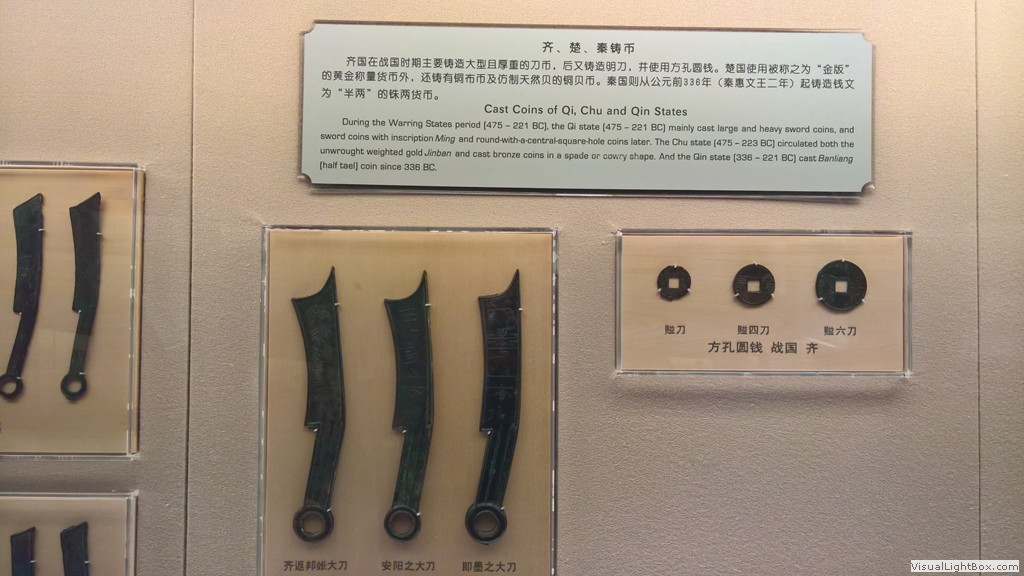 齐、楚、秦铸币
齐国在战国时期主要铸造大型且厚重的刀币，后又铸造明刀，并使用方孔圆钱。楚国使用被称之为“金版”
的黄金称量货币外，还铸有铜布币及仿制天然贝的铜贝币。秦国则从公元前336年（秦惠文王二年）起铸造钱文
为“半两”的铢两货币。
Cast Coins of Qi, Chu and Qin States
During the Warring States period (475 – 221 BC), the Qi state (475 – 221 BC) mainly cast large and heavy sword coins, and
sword coins with inscription Ming and round-with-a-central-square-hole coins later. The Chu state (475 – 223 BC) circulated both the
unwrought weighted gold Jinban and cast bronze coins in a spade or cowry shape. And the Qin state (336 – 221 BC) cast Banliang
(half tael) coin since 336 BC.
賹刀
賹四刀
賹六刀
方孔圆钱 战国 齐
齐返邦䢵大刀
安阳之大刀
即墨之大刀
VisualLightBox.com